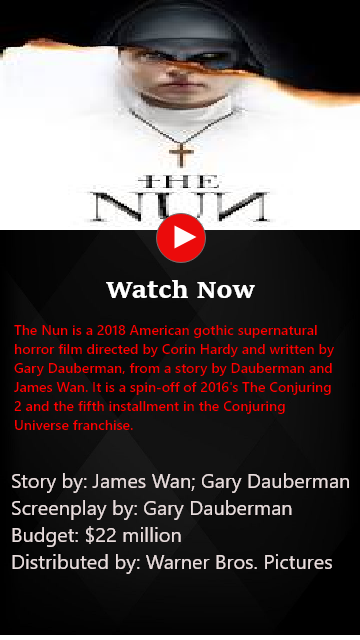 THE
NUN
Watch Now
The Nun is a 2018 American gothic supernatural
horror film directed by Corin Hardy and written by
Gary Dauberman, from a story by Dauberman and
James Wan. It is a spin-off of 2016's The Conjuring
2 and the fifth installment in the Conjuring
Universe franchise.
Story by: James Wan; Gary Dauberman
Screenplay by: Gary Dauberman
Budget: $22 million
Distributed by: Warner Bros. Pictures